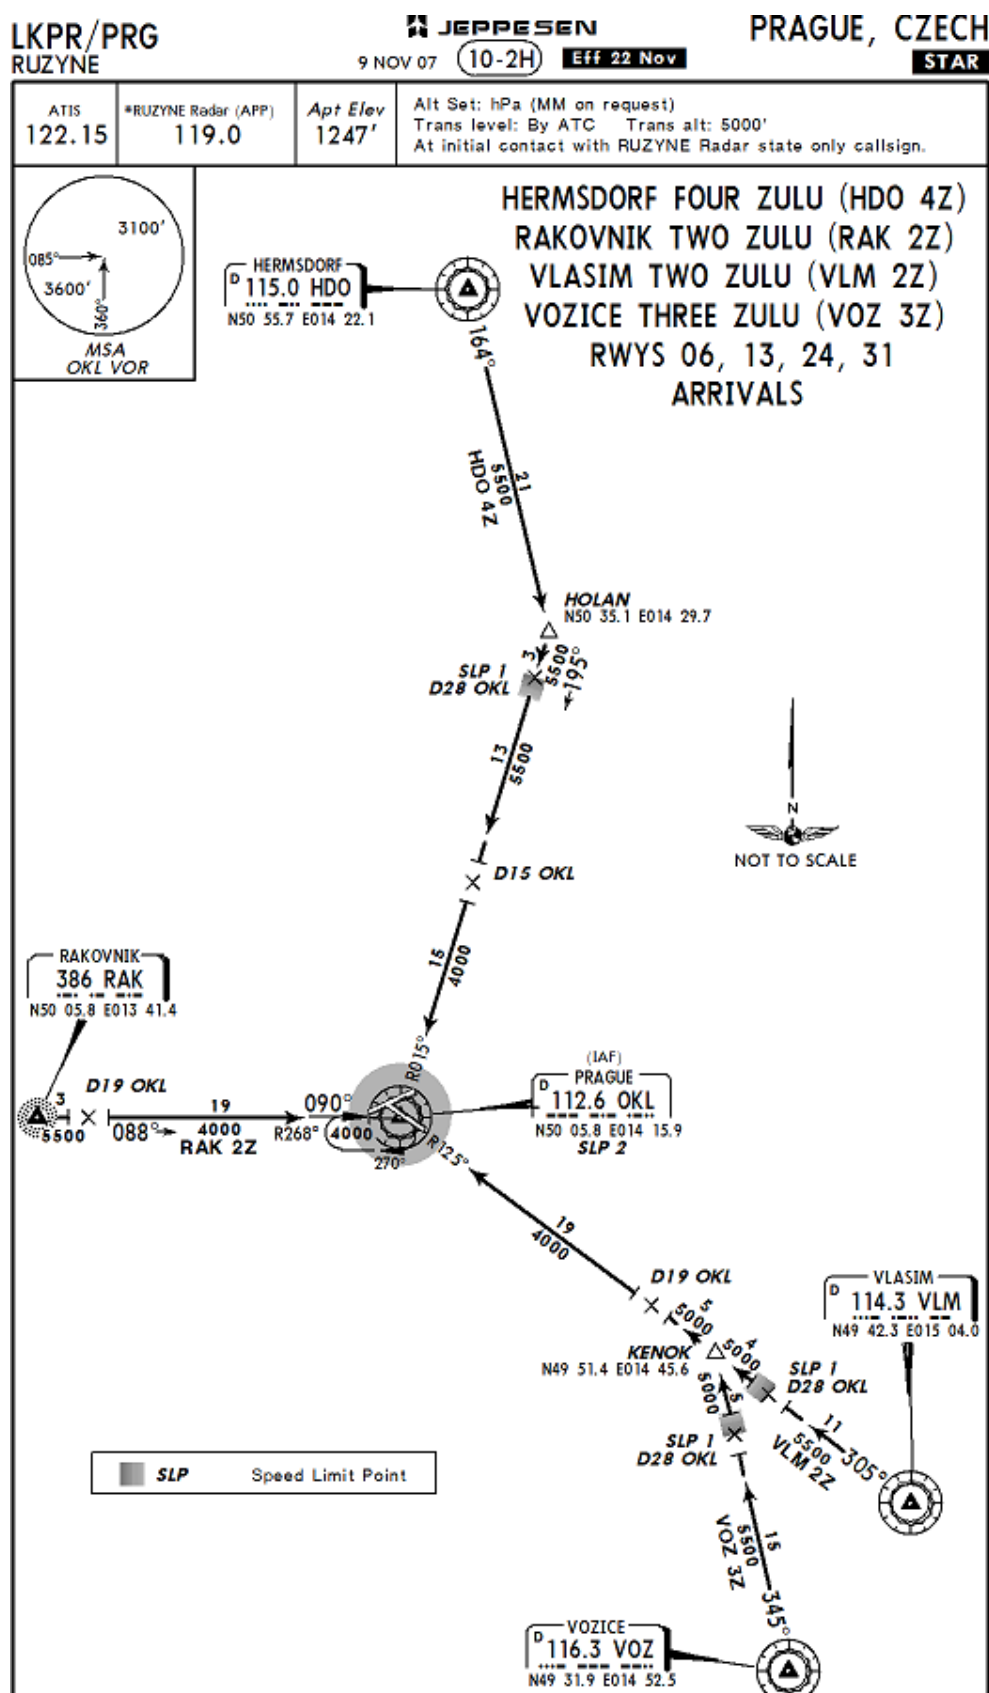 LKPR/PRG
RUZYNE
JEPPESEN
9 NOV 07 10-2H Eff 22 Nov
PRAGUE, CZECH
STAR
ATIS
122.15
*RUZYNE Radar (APP)
119.0
Apt Elev
1247'
Alt Set: hPa (MM on request)
Trans level: By ATC Trans alt: 5000'
At initial contact with RUZYNE Radar state only callsign.
3100'
085°
3600'
360°
MSA
OKL VOR
HERMSDORF FOUR ZULU (HDO 4Z)
RAKOVNIK TWO ZULU (RAK 2Z)
VLASIM TWO ZULU (VLM 2Z)
VOZICE THREE ZULU (VOZ 3Z)
RWYS 06, 13, 24, 31
ARRIVALS
HERMSDORF
D 115.0 HDO
N50 55.7 E014 22.1
164°
21
5500
HDO 4Z
HOLAN
N50 35.1 E014 29.7
3
5500
195°
SLP 1
D28 OKL
13
5500
N
NOT TO SCALE
D15 OKL
15
4000
R015°
RAKOVNIK
386 RAK
N50 05.8 E013 41.4
D19 OKL
3
5500
088°
19
4000
RAK 2Z
R268°
090°
4000
270°
(IAF)
PRAGUE
D 112.6 OKL
N50 05.8 E014 15.9
SLP 2
R125°
19
4000
D19 OKL
5
5000
KENOK
N49 51.4 E014 45.6
4
5000
SLP 1
D28 OKL
VLASIM
D 114.3 VLM
N49 42.3 E015 04.0
11
5500
VLM 2Z
305°
5
5000
SLP 1
D28 OKL
15
5500
VOZ 3Z
345°
SLP Speed Limit Point
VOZICE
D 116.3 VOZ
N49 31.9 E014 52.5